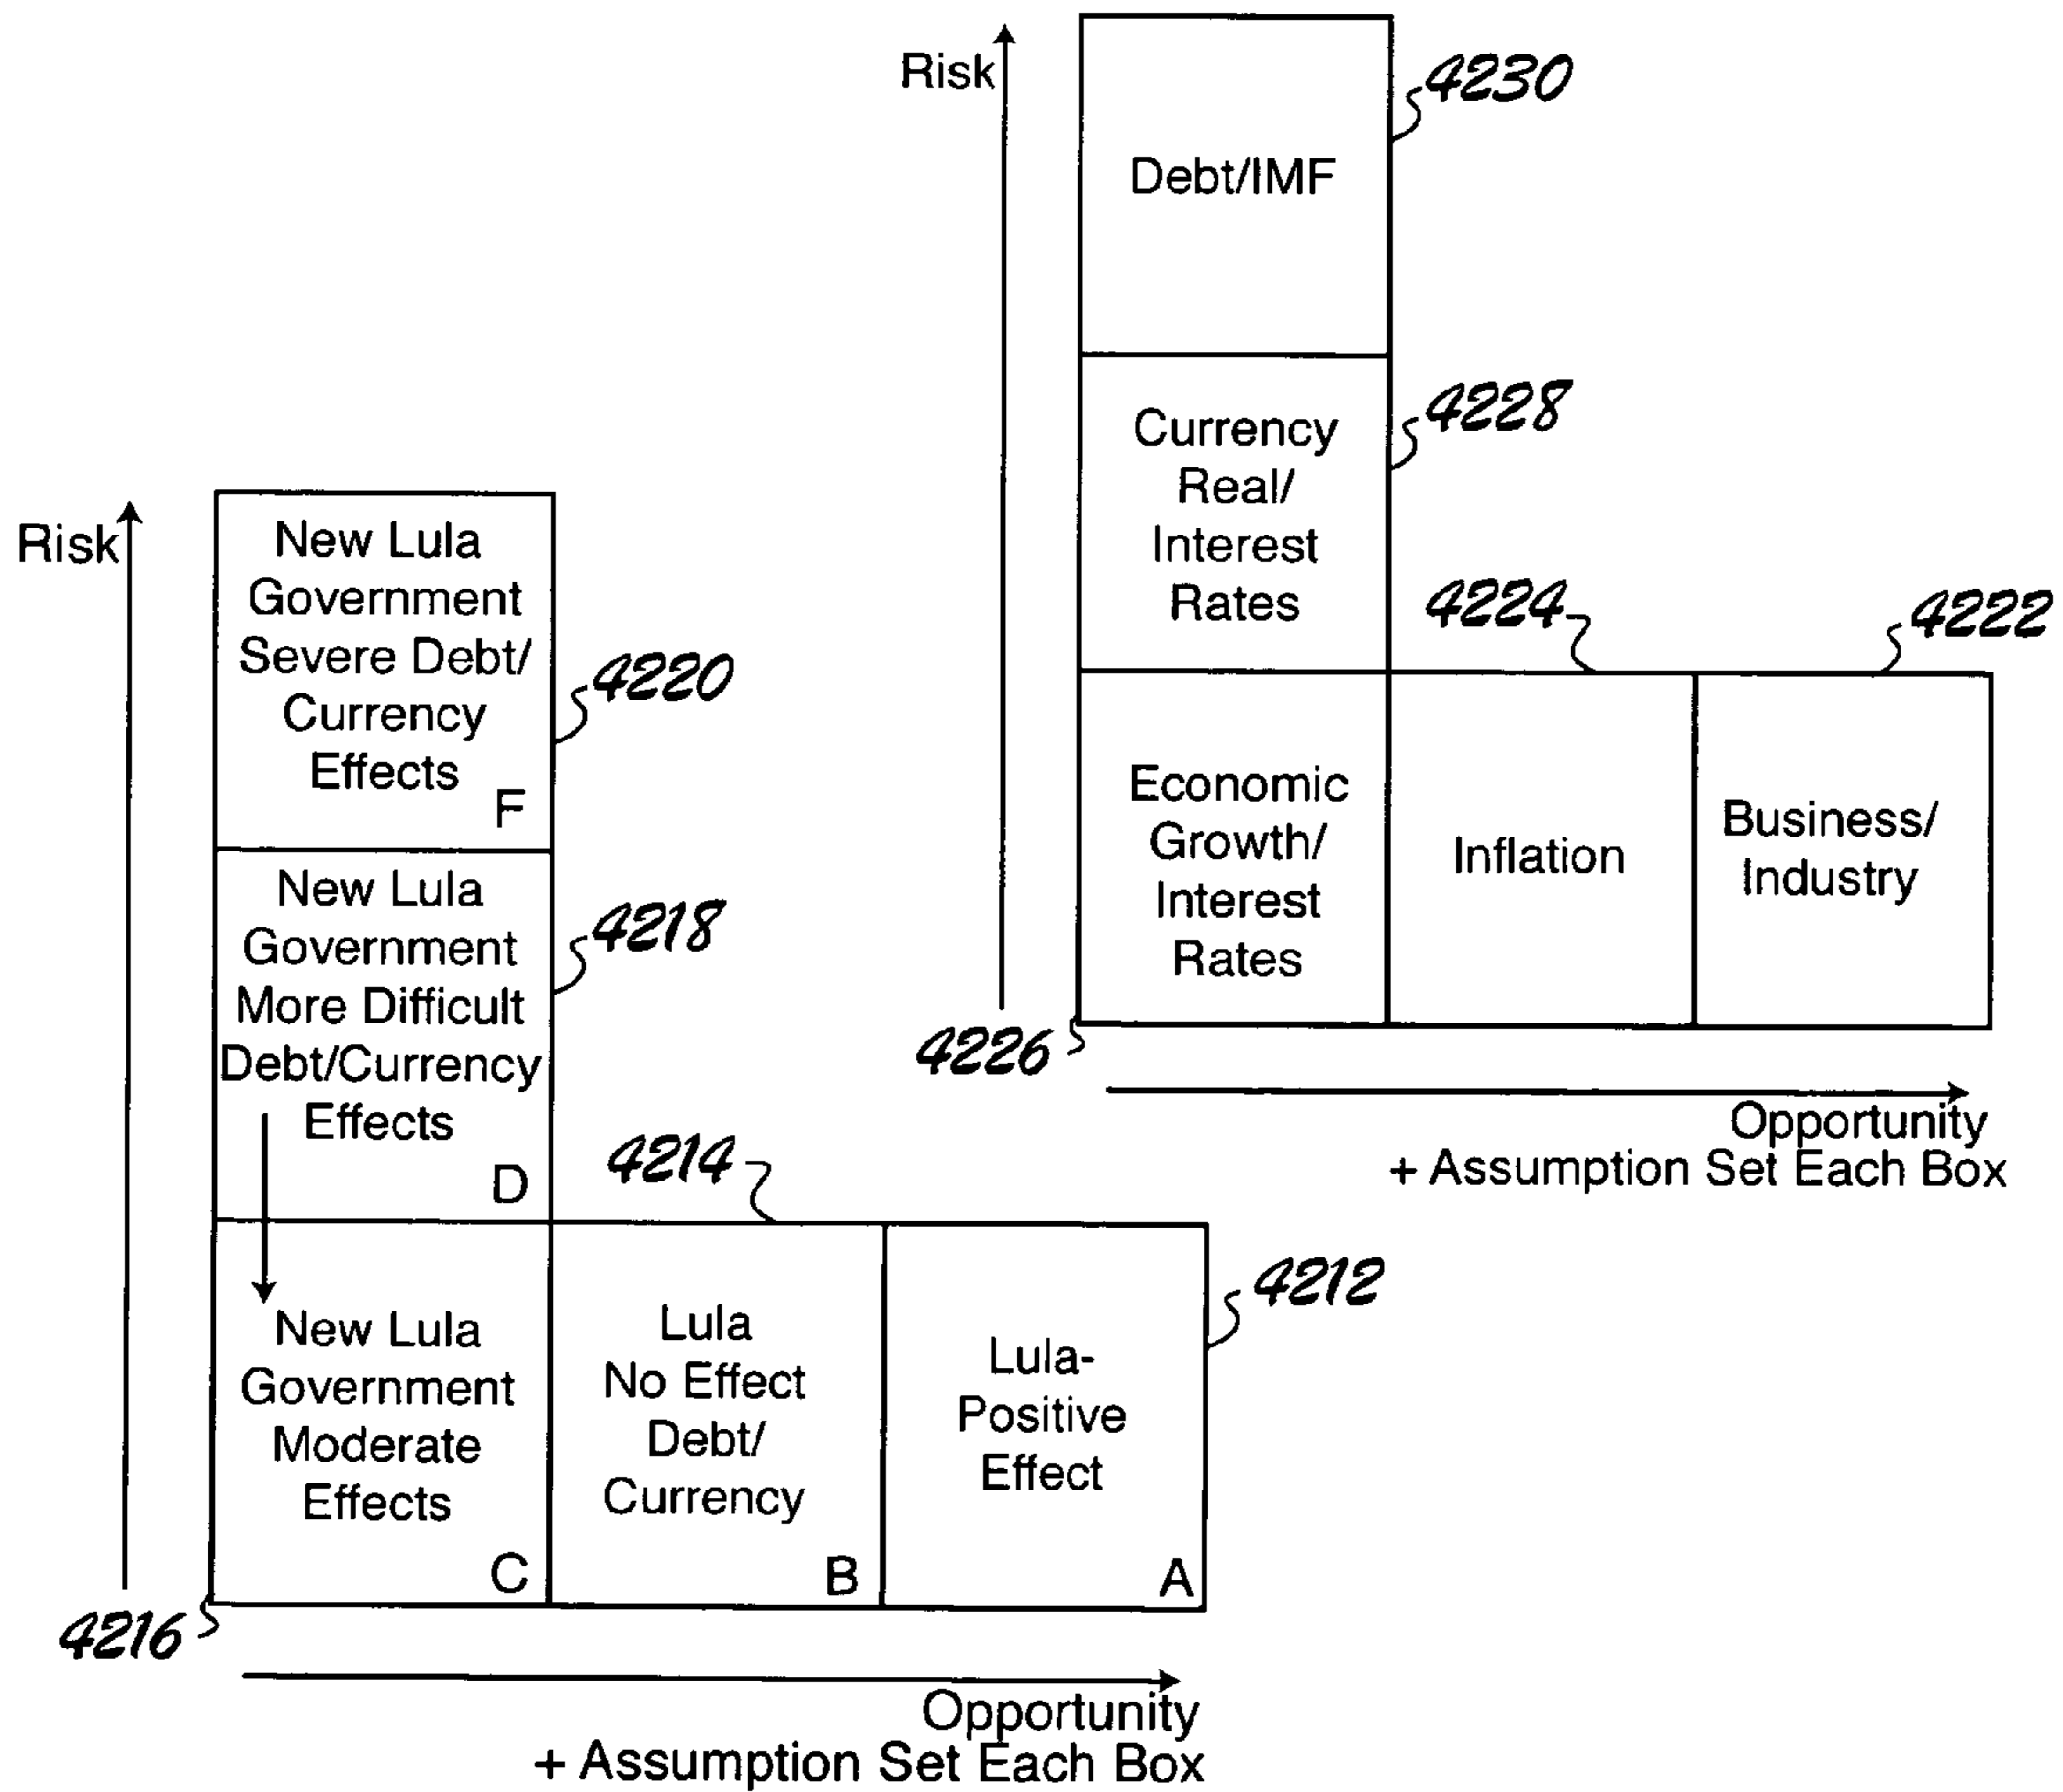 Risk
4230
Debt/IMF
Currency
Real/
Interest
Rates
4228
4224
4222
Economic
Growth/
Interest
Rates
Inflation
Business/
Industry
4226
Opportunity
+ Assumption Set Each Box
Risk
New Lula
Government
Severe Debt/
Currency
Effects
F
4220
New Lula
Government
More Difficult
Debt/Currency
Effects
D
4218
4214
4212
New Lula
Government
Moderate
Effects
C
Lula
No Effect
Debt/
Currency
B
Lula-
Positive
Effect
A
4216
Opportunity
+ Assumption Set Each Box